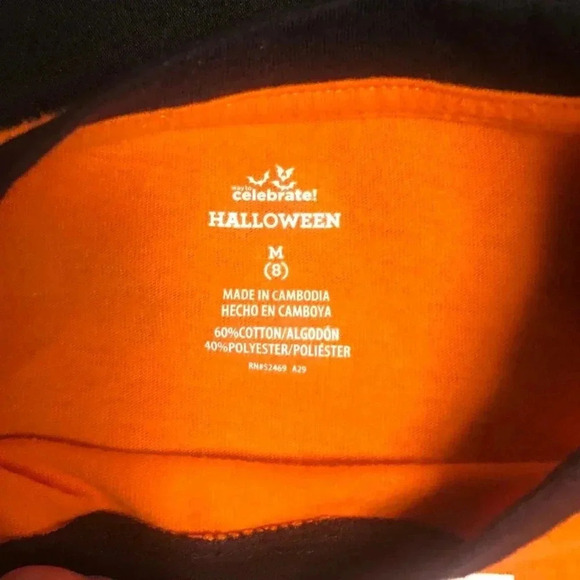 way to
celebrate!
HALLOWEEN
M
(8)
MADE IN CAMBODIA
HECHO EN CAMBOYA
60%COTTON/ALGODÓN
40%POLYESTER/POLIÉSTER
RN#52469 A29